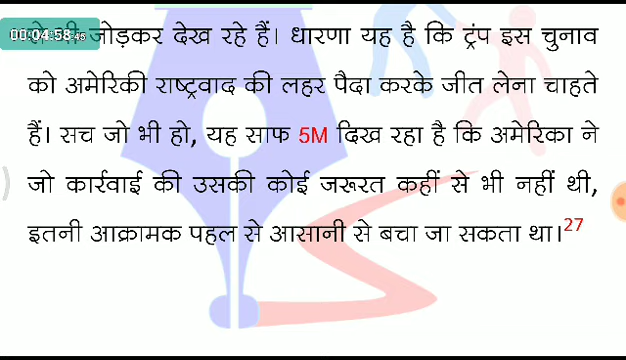 00:04:58
जोड़कर देख रहे हैं। धारणा यह है कि ट्रंप इस चुनाव
को अमेरिकी राष्ट्रवाद की लहर पैदा करके जीत लेना चाहते
हैं। सच जो भी हो, यह साफ 5M दिख रहा है कि अमेरिका ने
जो कार्रवाई की उसकी कोई जरूरत कहीं से भी नहीं थी,
इतनी आक्रामक पहल से आसानी से बचा जा सकता था।27